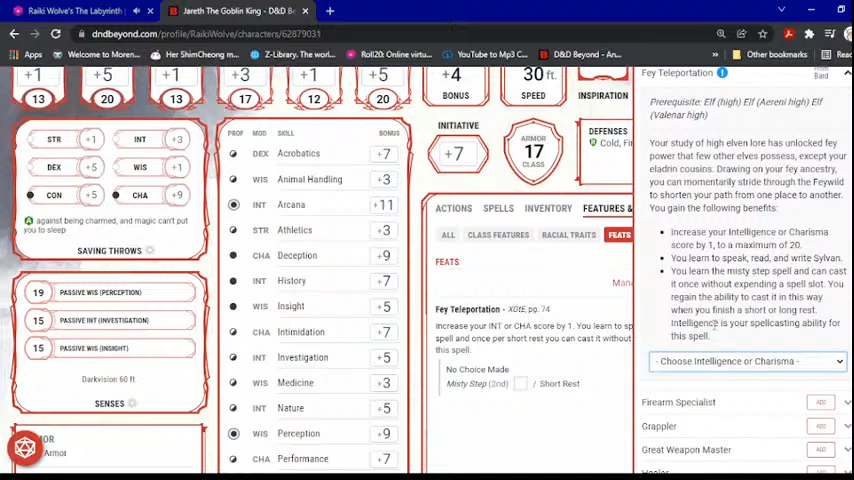 Raiki Wolve's The Labyrinth
Jareth The Goblin King - D&D B
dndbeyond.com/profile/RaikiWolve/characters/62879031
Apps
Welcome to Moren...
Her ShimCheong m...
Z-Library. The worl...
Roll20: Online virtu...
YouTube to Mp3 C...
D&D Beyond - An...
Other bookmarks
+1 +5 +1 +3 +1 +5
13 20 13 17 12 20
+4
BONUS
30 ft.
SPEED
INSPIRATION
STR +1 INT +3
DEX +5 WIS +1
CON +5 CHA +9
against being charmed, and magic can't put
you to sleep
SAVING THROWS
19 PASSIVE WIS (PERCEPTION)
15 PASSIVE INT (INVESTIGATION)
15 PASSIVE WIS (INSIGHT)
Darkvision 60 ft.
SENSES
Armor
PROF MOD SKILL BONUS
DEX Acrobatics +7
WIS Animal Handling +3
INT Arcana +11
STR Athletics +3
CHA Deception +9
INT History +7
WIS Insight +5
CHA Intimidation +7
INT Investigation +5
WIS Medicine +3
INT Nature +5
WIS Perception +9
CHA Performance +7
INITIATIVE
+7
ARMOR
17
CLASS
DEFENSES
Cold, Fi
ACTIONS SPELLS INVENTORY FEATURES &
ALL CLASS FEATURES RACIAL TRAITS FEATS
FEATS
Mana
Fey Teleportation • XGtE, pg. 74
Increase your INT or CHA score by 1. You learn to sp
spell and once per short rest you can cast it without
this spell.
No Choice Made
Misty Step (2nd) / Short Rest
Fey Teleportation
Bard
Prerequisite: Elf (high) Elf (Aereni high) Elf
(Valenar high)
Your study of high elven lore has unlocked fey
power that few other elves possess, except your
eladrin cousins. Drawing on your fey ancestry,
you can momentarily stride through the Feywild
to shorten your path from one place to another.
You gain the following benefits:
Increase your Intelligence or Charisma
score by 1, to a maximum of 20.
You learn to speak, read, and write Sylvan.
You learn the misty step spell and can cast
it once without expending a spell slot. You
regain the ability to cast it in this way
when you finish a short or long rest.
Intelligence is your spellcasting ability for
this spell.
- Choose Intelligence or Charisma -
Firearm Specialist ADD
Grappler ADD
Great Weapon Master ADD